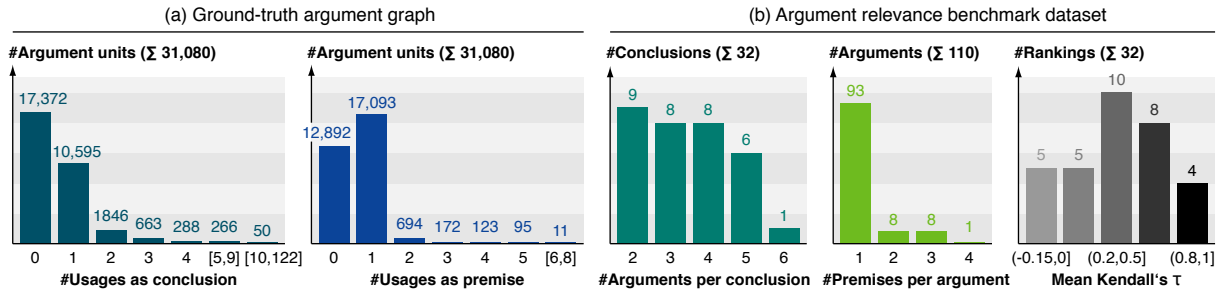 (a) Ground-truth argument graph
(b) Argument relevance benchmark dataset
#Argument units (Σ 31,080)
17,372
10,595
1846
663
288
266
50
0 1 2 3 4 [5,9] [10,122]
#Usages as conclusion
#Argument units (Σ 31,080)
12,892
17,093
694
172
123
95
11
0 1 2 3 4 5 [6,8]
#Usages as premise
#Conclusions (Σ 32)
9
8
8
6
1
2 3 4 5 6
#Arguments per conclusion
#Arguments (Σ 110)
93
8
8
1
1 2 3 4
#Premises per argument
#Rankings (Σ 32)
5
5
10
8
4
(-0.15,0] (0.2,0.5] (0.8,1]
Mean Kendall‘s τ